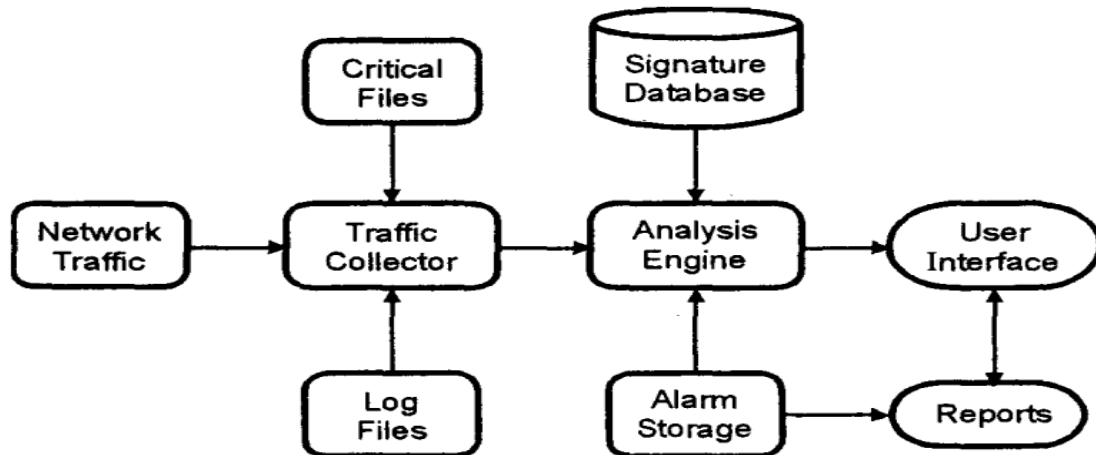 Critical
Files
Signature
Database
Network
Traffic
Traffic
Collector
Analysis
Engine
User
Interface
Log
Files
Alarm
Storage
Reports